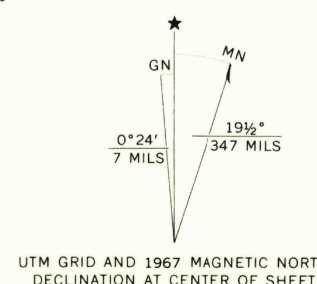 GN
MN
0°24'
7 MILS
19½°
347 MILS
UTM GRID AND 1967 MAGNETIC NORT
DECLINATION AT CENTER OF SHEET